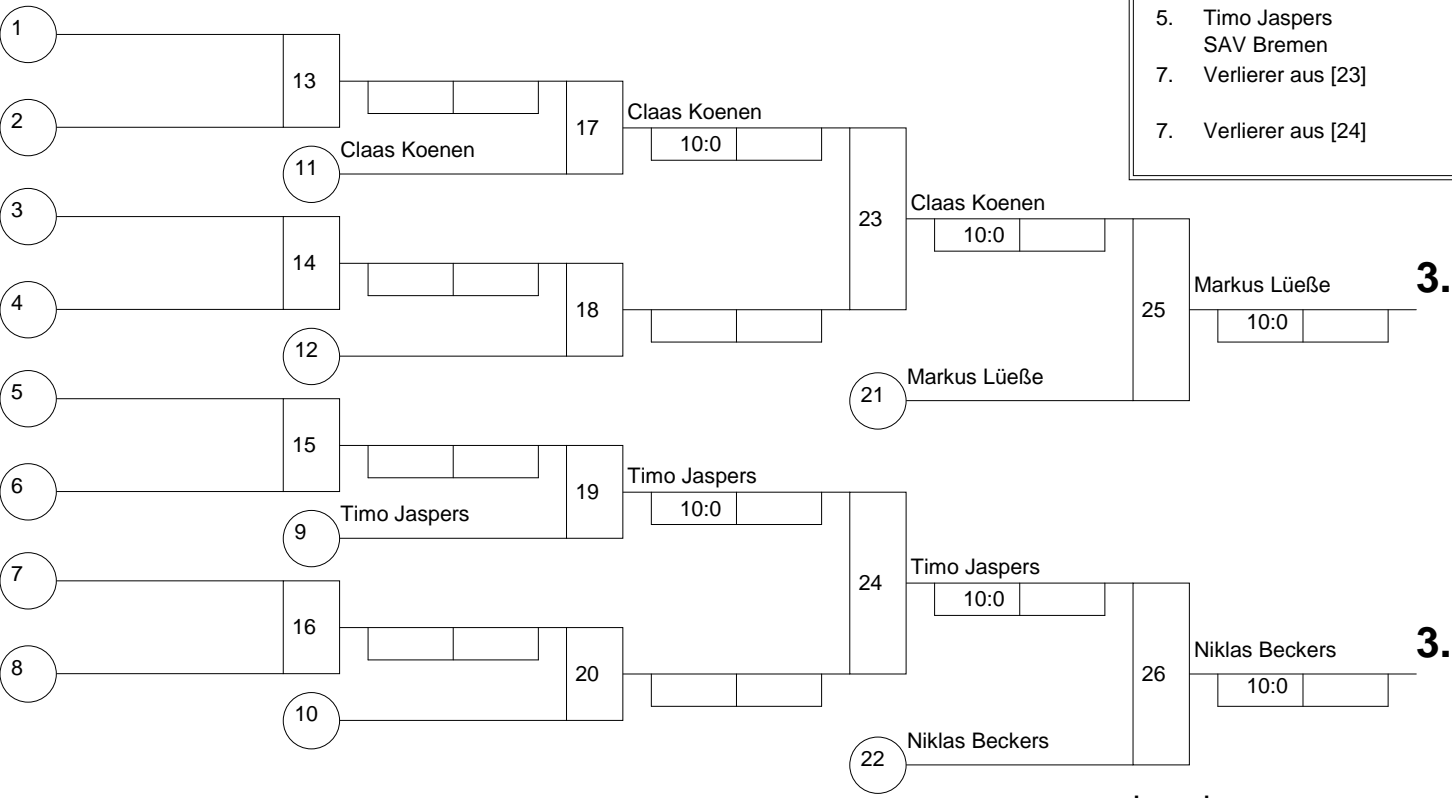 5. Timo Jaspers
SAV Bremen
7. Verlierer aus [23]
7. Verlierer aus [24]
1
13
2
17
Claas Koenen
10:0
11
Claas Koenen
3
23
Claas Koenen
10:0
14
4
18
12
25
Markus Lüeße
3.
10:0
5
21
Markus Lüeße
15
6
19
Timo Jaspers
10:0
9
Timo Jaspers
7
24
Timo Jaspers
10:0
16
8
20
10
26
Niklas Beckers
3.
10:0
22
Niklas Beckers